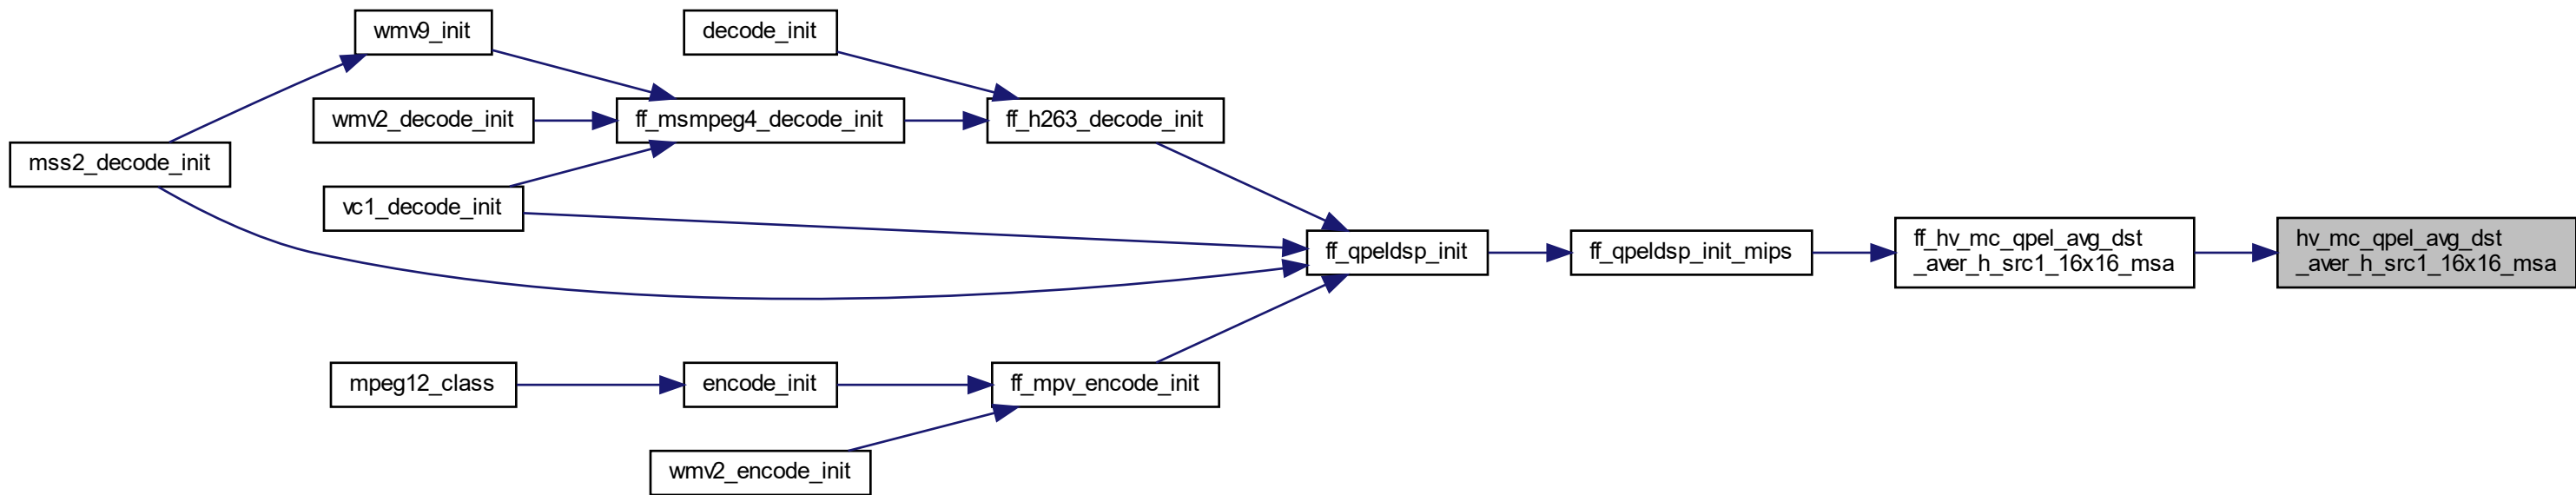 wmv9_init
decode_init
wmv2_decode_init
ff_msmpeg4_decode_init
ff_h263_decode_init
mss2_decode_init
vc1_decode_init
ff_qpeldsp_init
ff_qpeldsp_init_mips
ff_hv_mc_qpel_avg_dst
_aver_h_src1_16x16_msa
hv_mc_qpel_avg_dst
_aver_h_src1_16x16_msa
mpeg12_class
encode_init
ff_mpv_encode_init
wmv2_encode_init